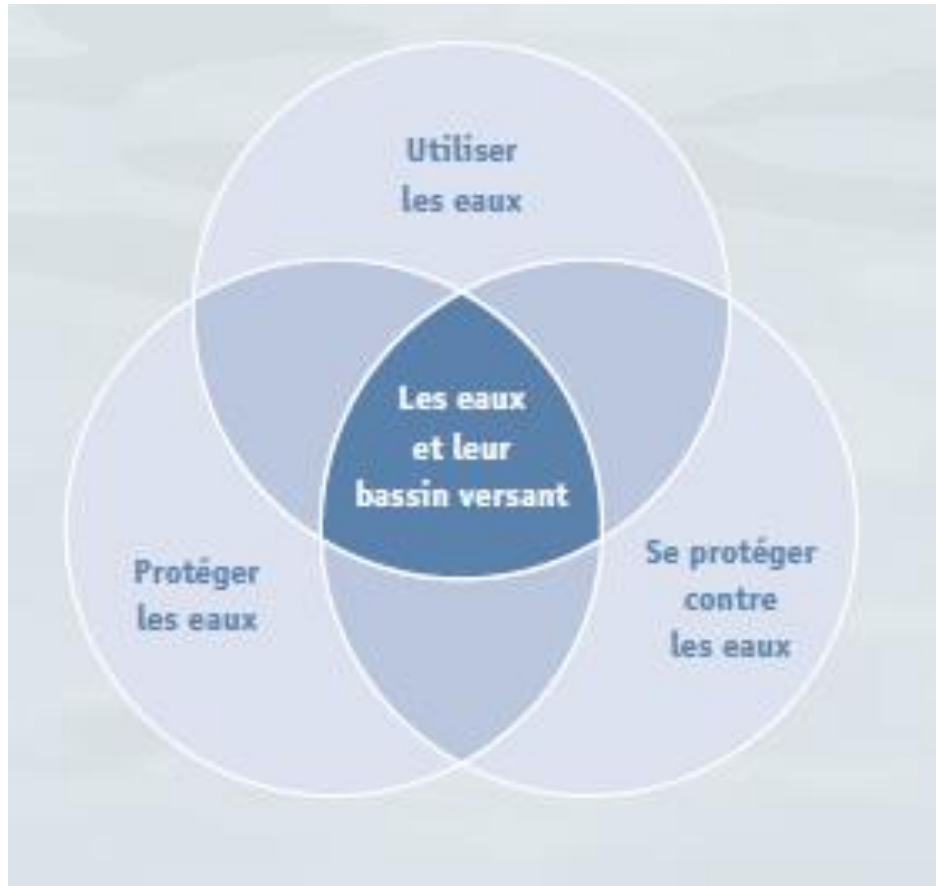 Utiliser
les eaux
Les eaux
et leur
bassin versant
Protéger
les eaux
Se protéger
contre
les eaux